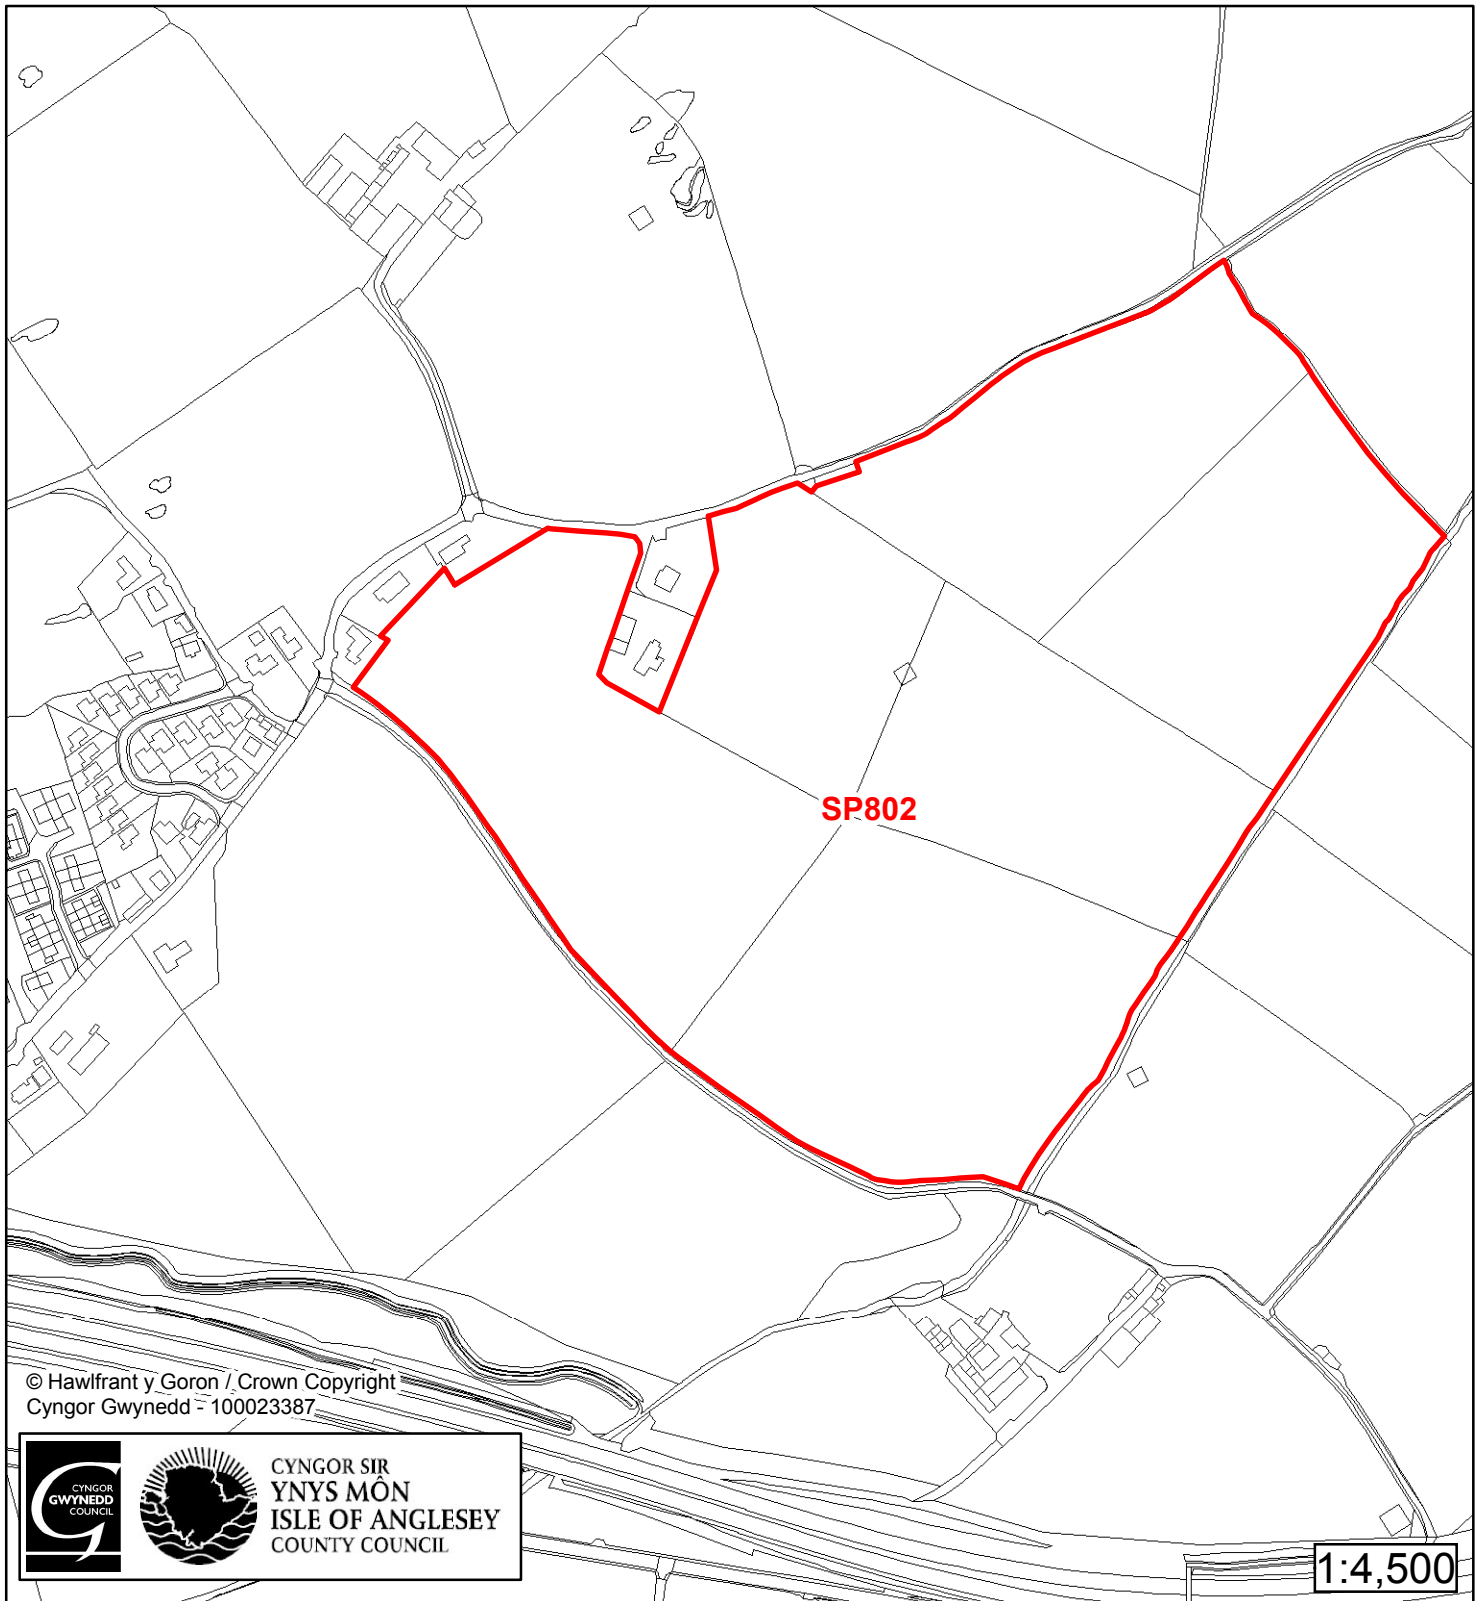 SP802
© Hawlfrant y Goron / Crown Copyright
Cyngor Gwynedd - 100023387
CYNGOR
GWYNEDD
COUNCIL
CYNGOR SIR
YNYS MÔN
ISLE OF ANGLESEY
COUNTY COUNCIL
1:4,500